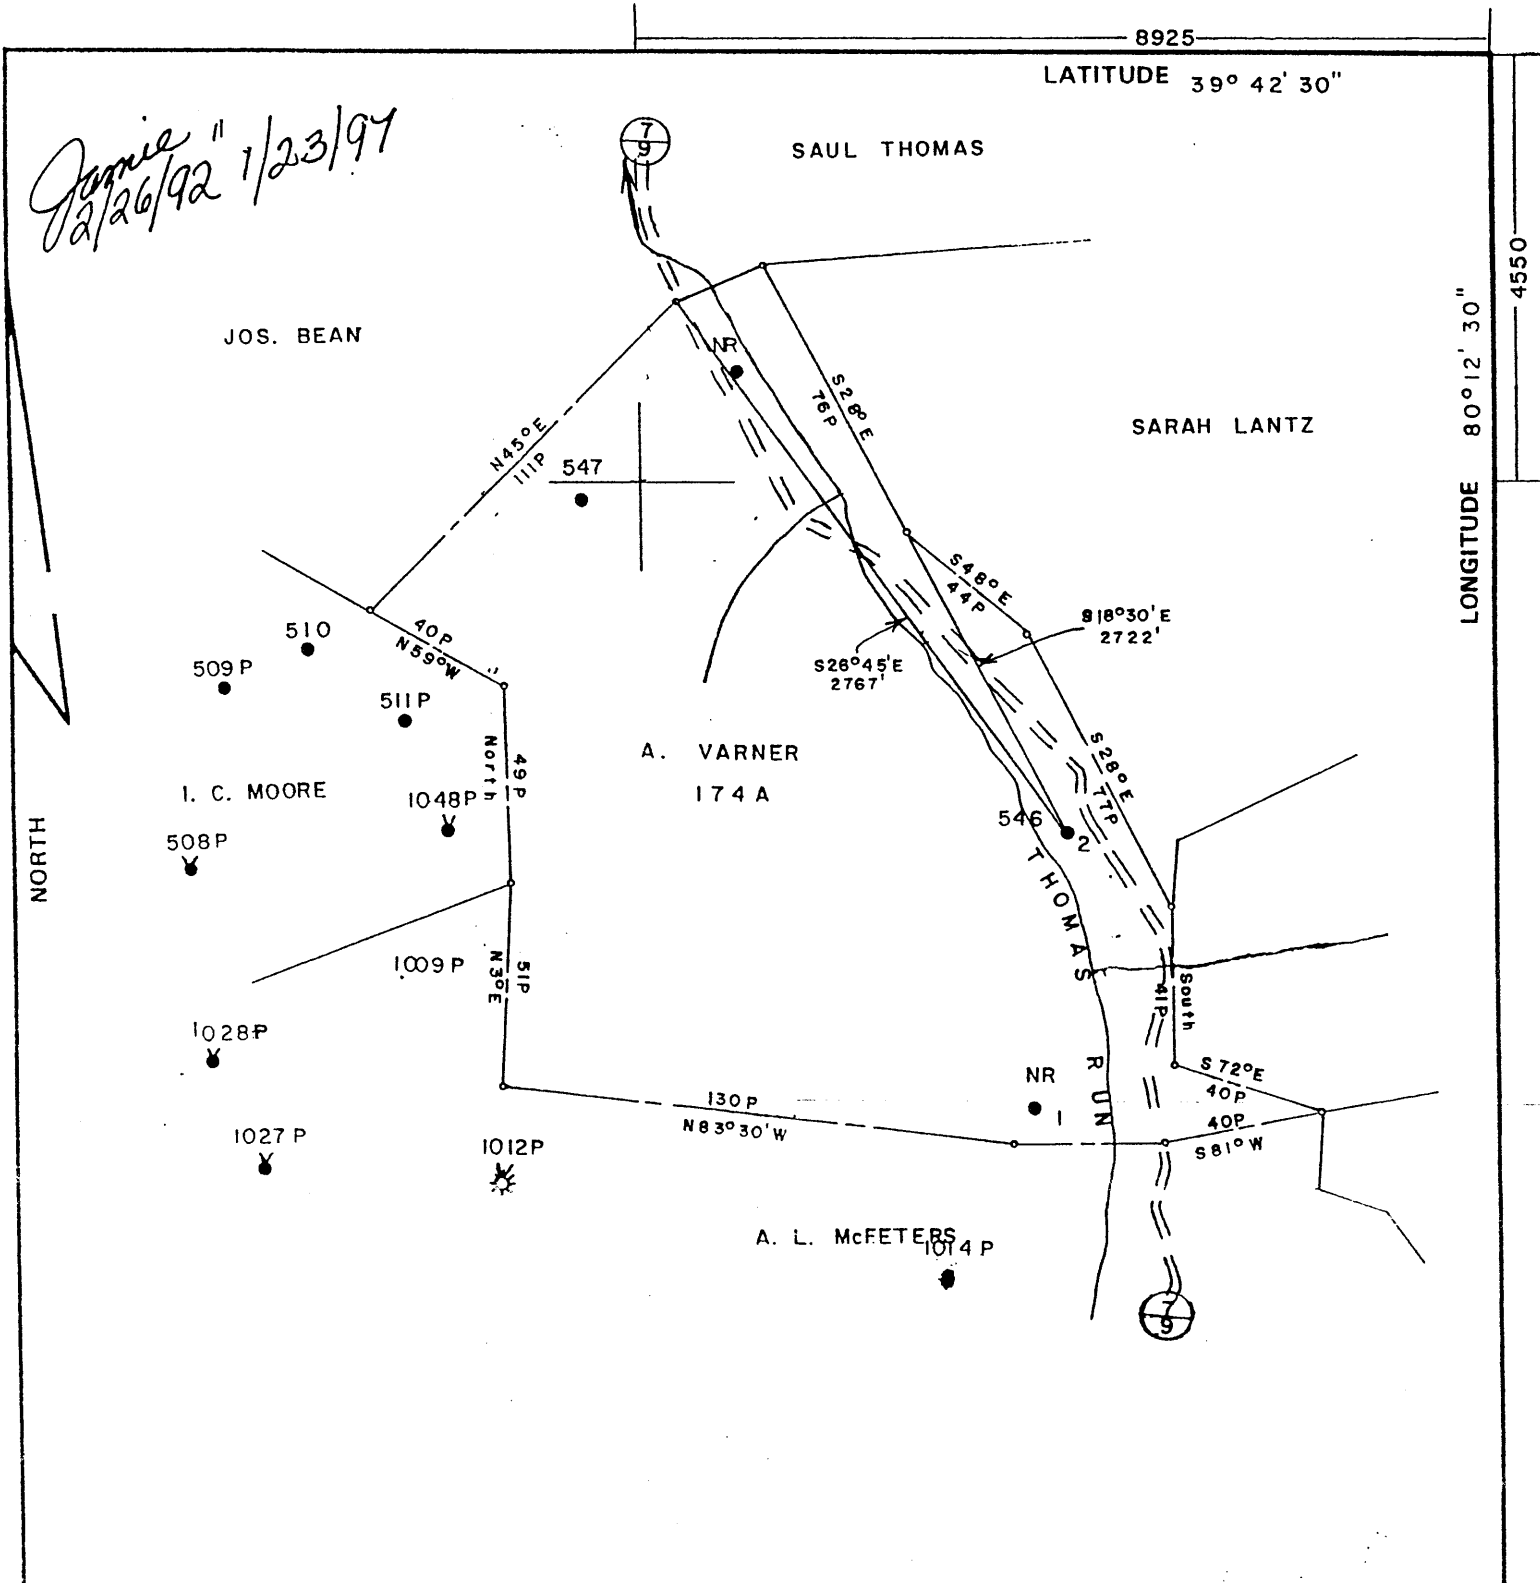 8925
LATITUDE 39° 42' 30"
4550
LONGITUDE 80° 12' 30"
Jamie " 1/23/97
2/26/92
7
9
SAUL THOMAS
JOS. BEAN
NR
S28°E
76P
SARAH LANTZ
N45°E
111P
547
S48°E
44P
S18°30'E
2722'
510
40P
N59°W
509P
S26°45'E
2767'
511P
North
49P
A. VARNER
174A
S28°E
77P
I. C. MOORE
1048P
546
2
508P
NORTH
THOMAS RUN
1009P
N3°E
51P
South
41P
1028P
NR
1
S72°E
40P
130P
N83°30'W
40P
S81°W
1027P
1012P
A. L. McFETERS
1014P
7
9